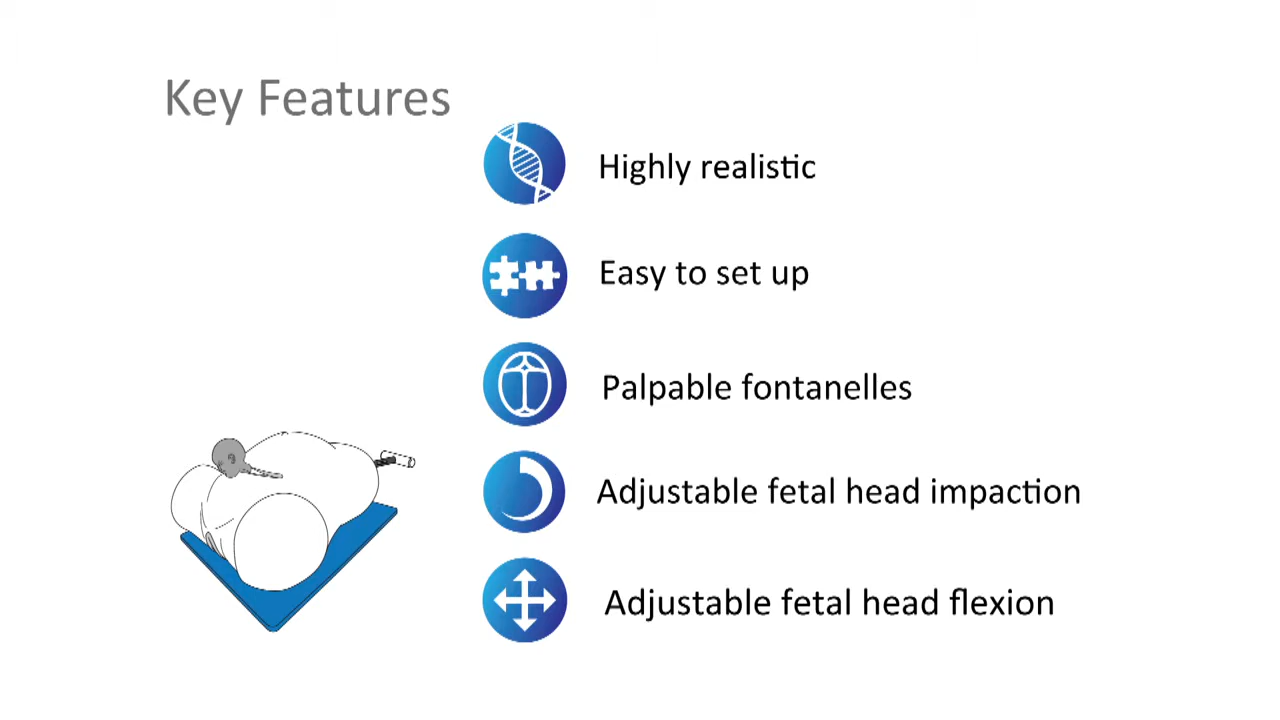 Key Features
Highly realistic
Easy to set up
Palpable fontanelles
Adjustable fetal head impaction
Adjustable fetal head flexion